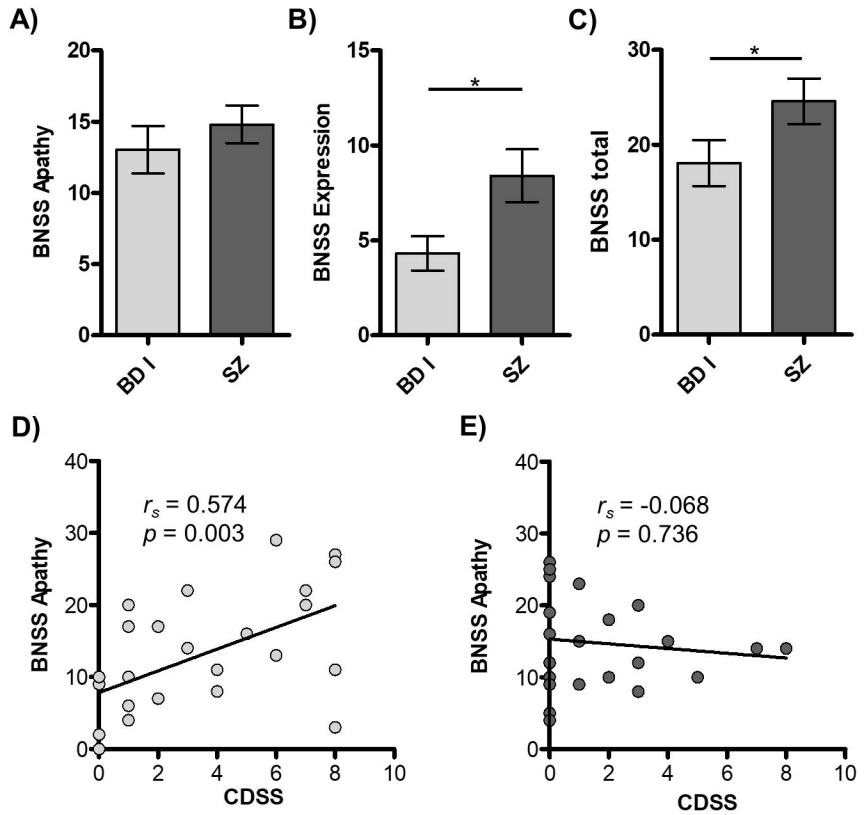 A)
BNSS Apathy
20
15
10
5
0
BD I
SZ
B)
BNSS Expression
15
10
5
0
*
BD I
SZ
C)
BNSS total
30
20
10
0
*
BD I
SZ
D)
BNSS Apathy
40
30
20
10
0
rs = 0.574
p = 0.003
0 2 4 6 8 10
CDSS
E)
BNSS Apathy
40
30
20
10
0
rs = -0.068
p = 0.736
0 2 4 6 8 10
CDSS